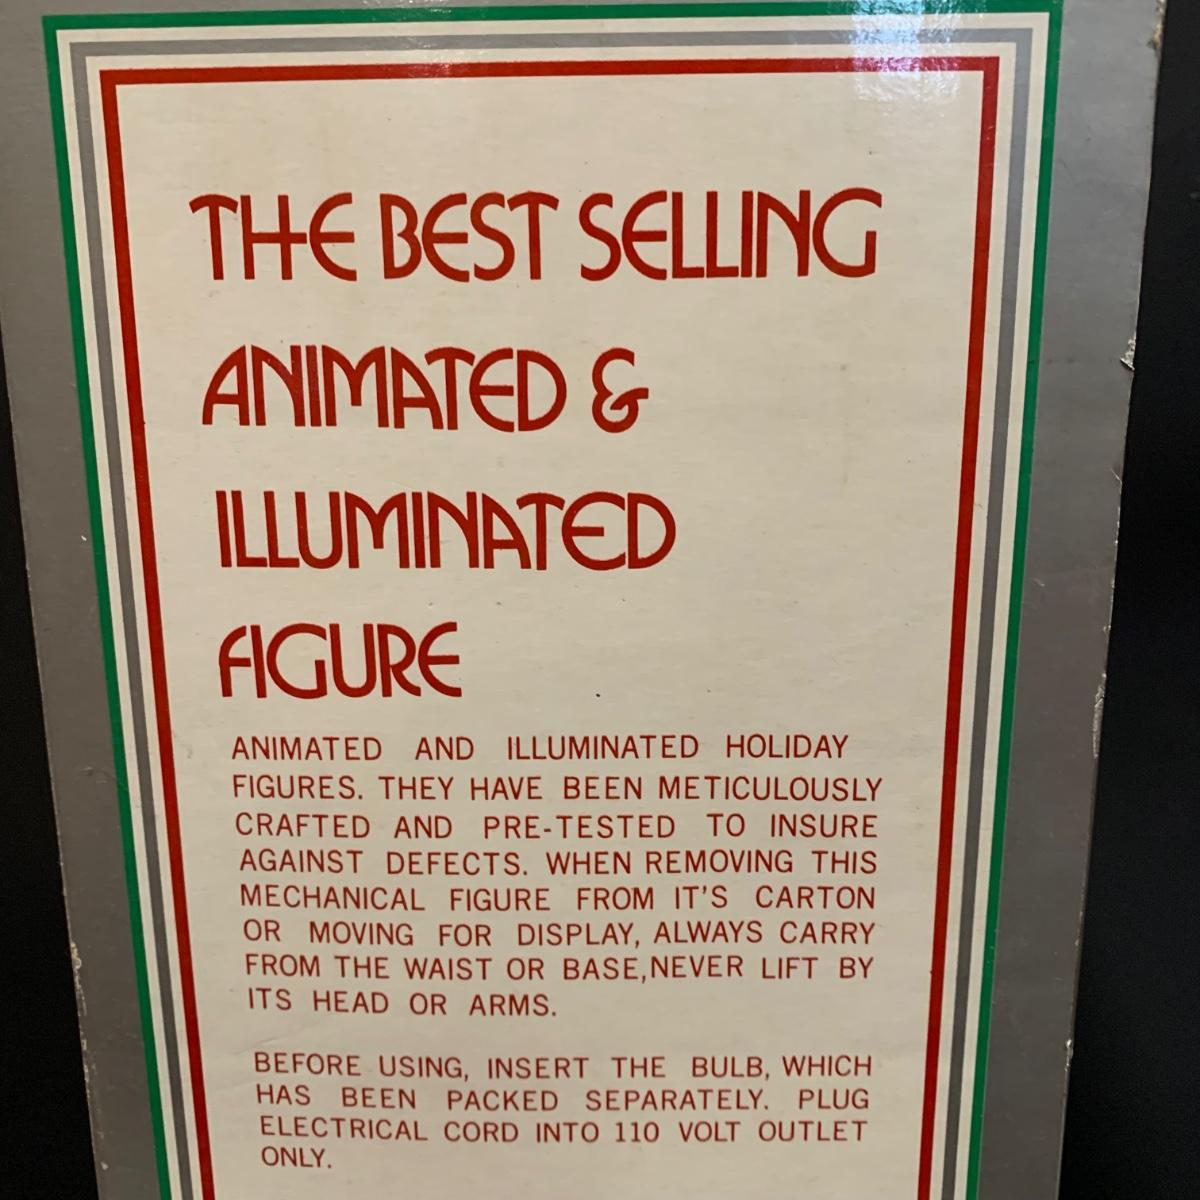 THE BEST SELLING
ANIMATED &
ILLUMINATED
FIGURE
ANIMATED AND ILLUMINATED HOLIDAY
FIGURES. THEY HAVE BEEN METICULOUSLY
CRAFTED AND PRE-TESTED TO INSURE
AGAINST DEFECTS. WHEN REMOVING THIS
MECHANICAL FIGURE FROM IT'S CARTON
OR MOVING FOR DISPLAY, ALWAYS CARRY
FROM THE WAIST OR BASE, NEVER LIFT BY
ITS HEAD OR ARMS.
BEFORE USING, INSERT THE BULB, WHICH
HAS BEEN PACKED SEPARATELY. PLUG
ELECTRICAL CORD INTO 110 VOLT OUTLET
ONLY.